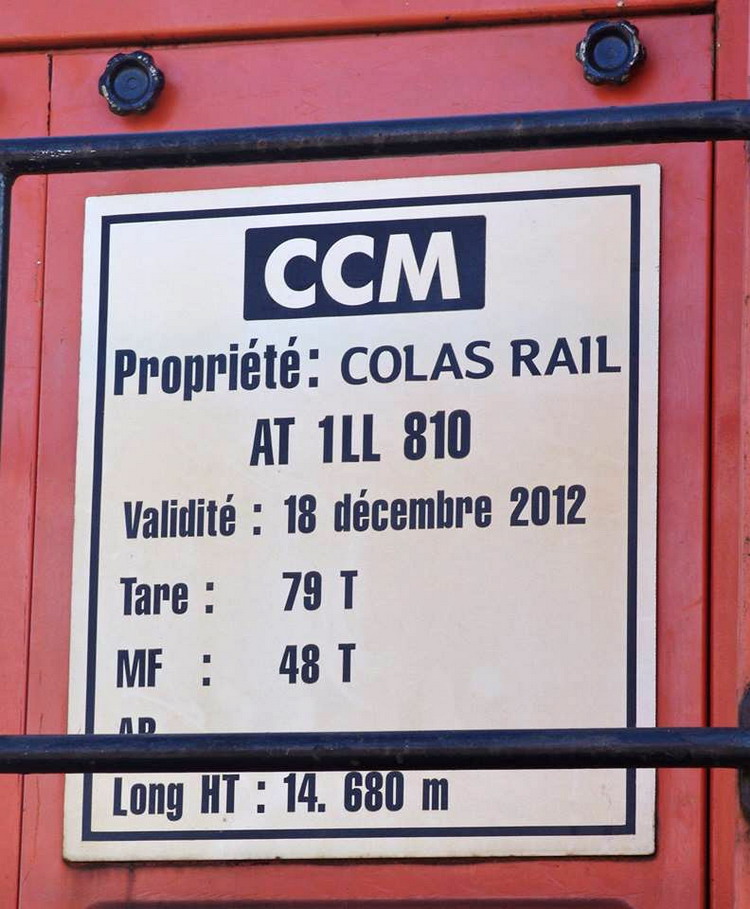 CCM
Propriété: COLAS RAIL
AT 1LL 810
Validité : 18 décembre 2012
Tare : 79 T
MF : 48 T
Long HT : 14. 680 m